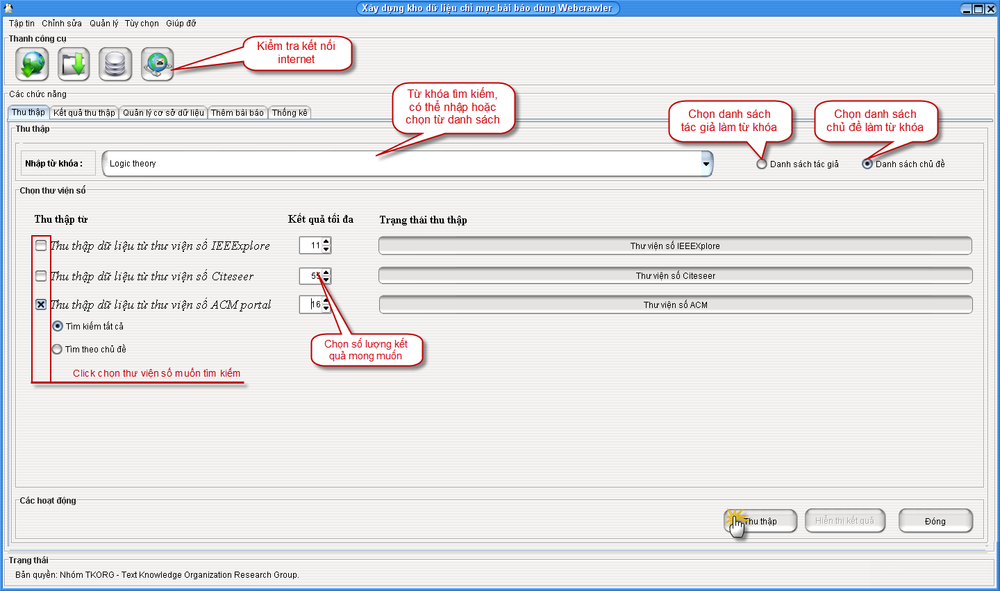 Xây dựng kho dữ liệu chỉ mục bài báo dùng Webcrawler
Tập tin Chỉnh sửa Quản lý Tùy chọn Giúp đỡ
Thanh công cụ
Kiểm tra kết nối
internet
Các chức năng
Từ khóa tìm kiếm,
có thể nhập hoặc
chọn từ danh sách
Chọn danh sách
tác giả làm từ khóa
Chọn danh sách
chủ đề làm từ khóa
Thu thập Kết quả thu thập Quản lý cơ sở dữ liệu Thêm bài báo Thống kê
Thu thập
Nhập từ khóa :
Logic theory
Danh sách tác giả
Danh sách chủ đề
Chọn thư viện số
Thu thập từ
Kết quả tối đa
Trạng thái thu thập
Thu thập dữ liệu từ thư viện số IEEExplore
11
Thư viện số IEEEXplore
Thu thập dữ liệu từ thư viện số Citeseer
55
Thư viện số Citeseer
Thu thập dữ liệu từ thư viện số ACM portal
16
Thư viện số ACM
Tìm kiếm tất cả
Tìm theo chủ đề
Chọn số lượng kết
quả mong muốn
Click chọn thư viện số muốn tìm kiếm
Các hoạt động
Thu thập
Hiển thị kết quả
Đóng
Trạng thái
Bản quyền: Nhóm TKORG - Text Knowledge Organization Research Group.